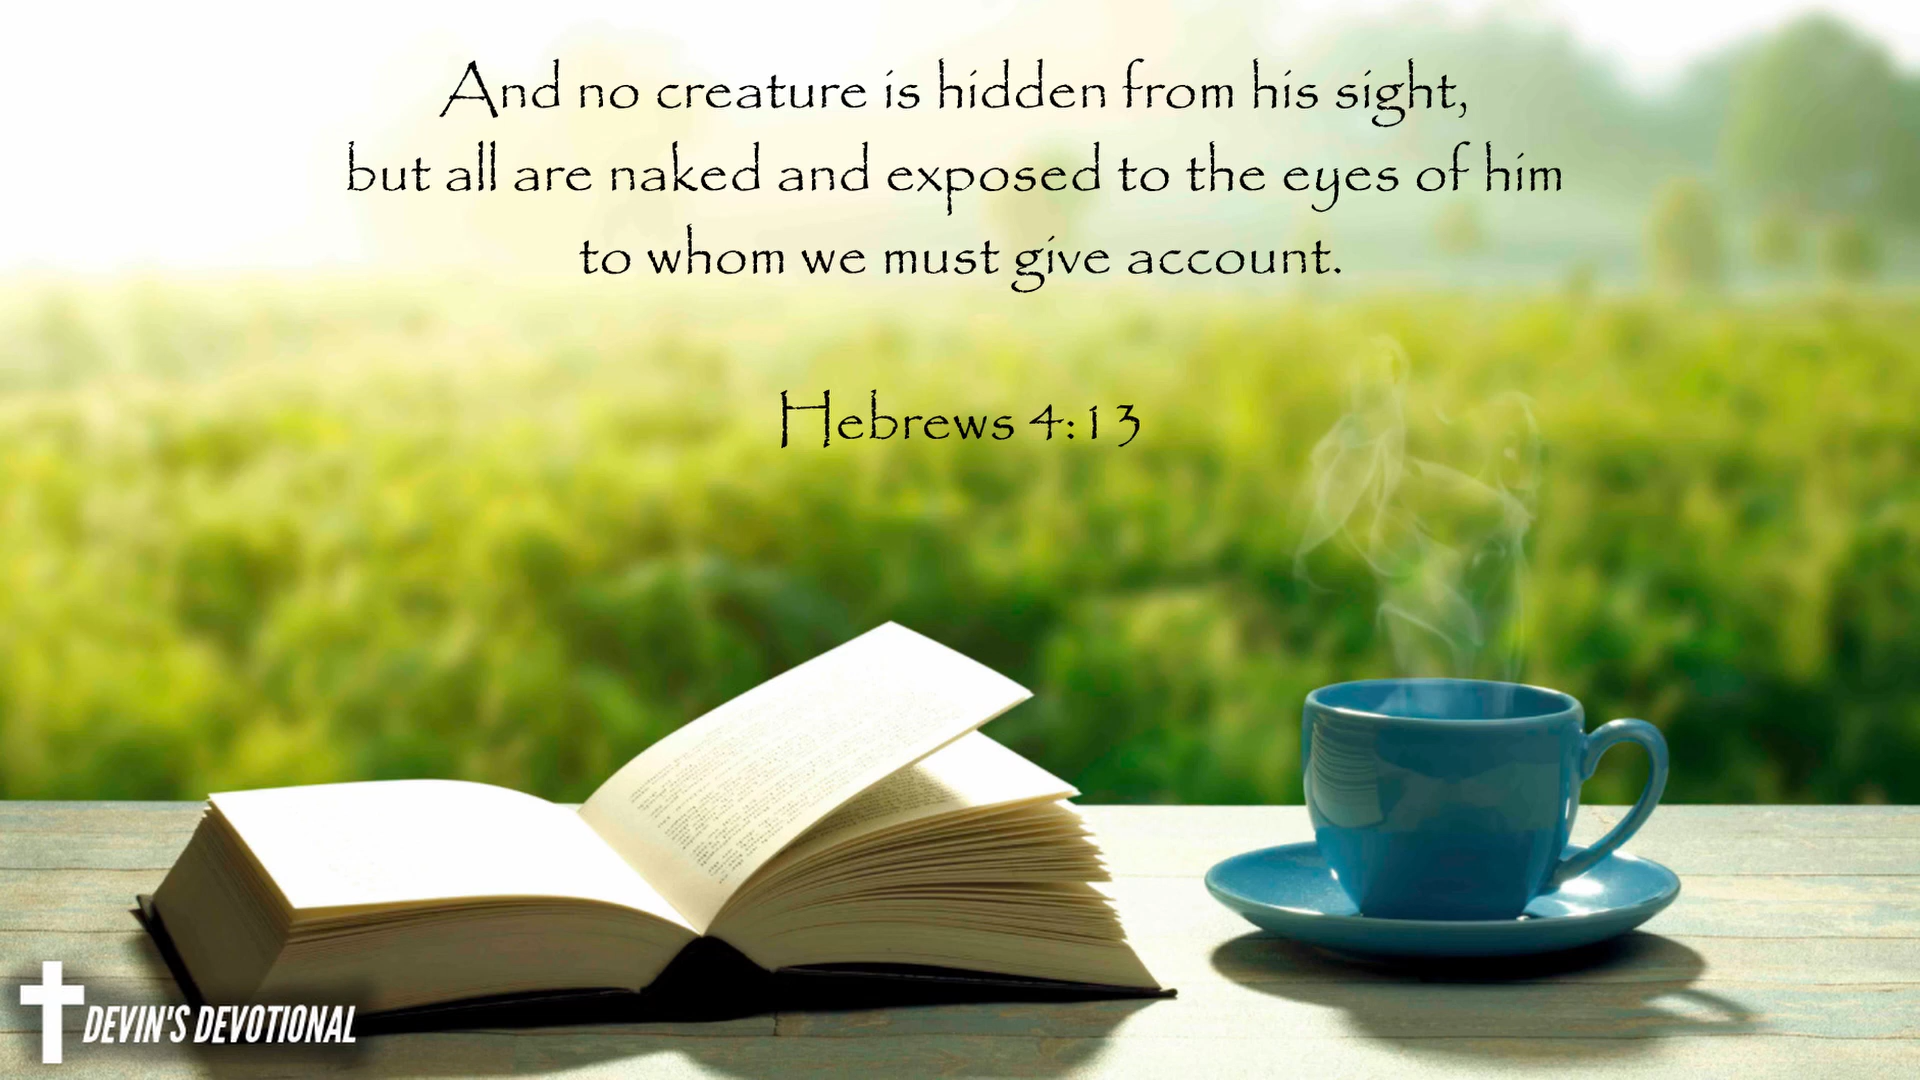 And no creature is hidden from his sight,
but all are naked and exposed to the eyes of him
to whom we must give account.
Hebrews 4:13
DEVIN'S DEVOTIONAL